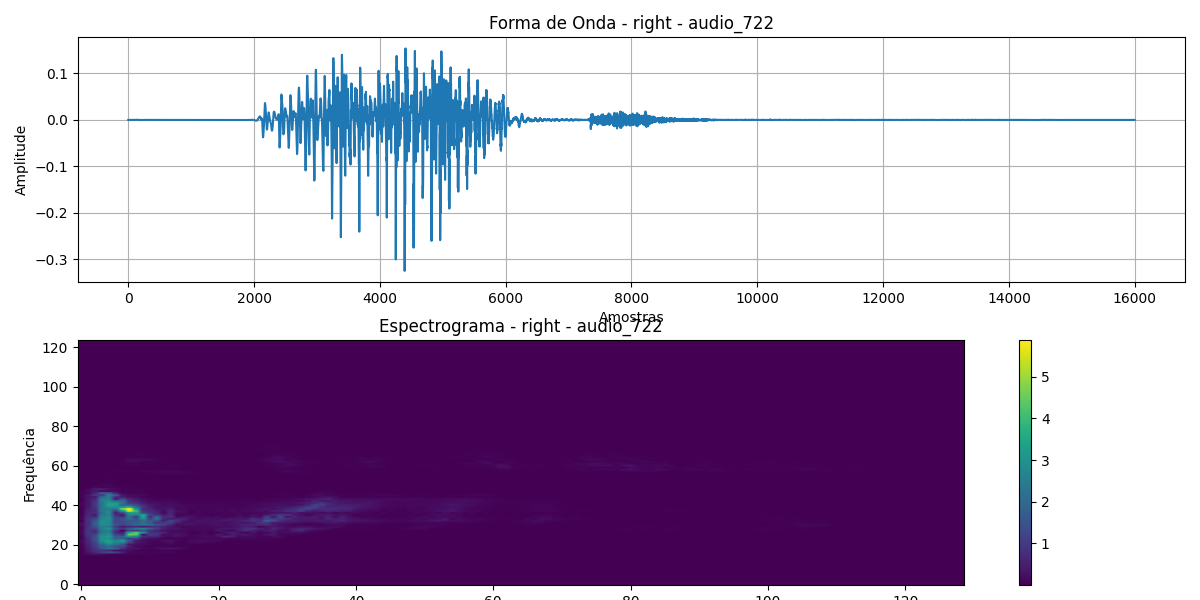 Forma de Onda - right - audio_722
Amplitude
0.1
0.0
−0.1
−0.2
−0.3
0 2000 4000 6000 8000 10000 12000 14000 16000
Amostras
Espectrograma - right - audio_722
Frequência
120
100
80
60
40
20
0
0 20 40 60 80 100 120
5
4
3
2
1